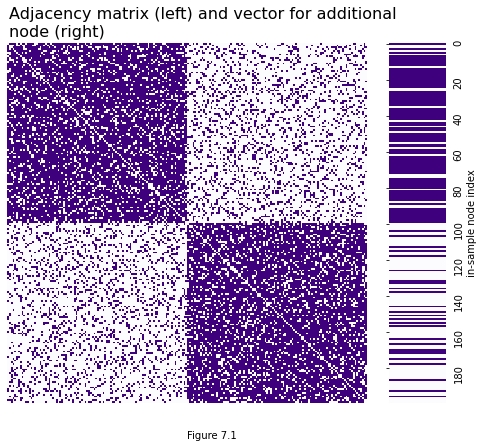 Adjacency matrix (left) and vector for additional
node (right)
0
20
40
60
80
100
120
140
160
180
in-sample node index
Figure 7.1